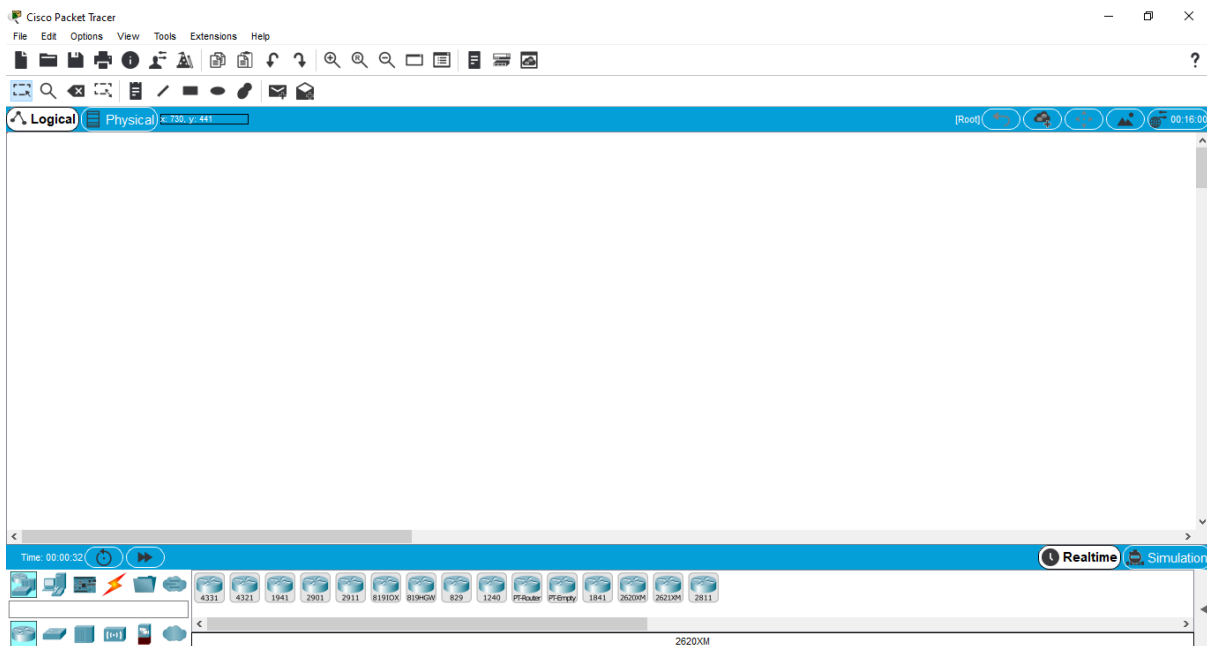 Cisco Packet Tracer
File Edit Options View Tools Extensions Help
?
Logical Physical x: 730, y: 441 [Root] 00:16:00
Time: 00:00:32 Realtime Simulation
4331 4321 1941 2901 2911 819IOX 819HGW 829 1240 PT-Router PT-Empty 1841 2620XM 2621XM 2811
2620XM